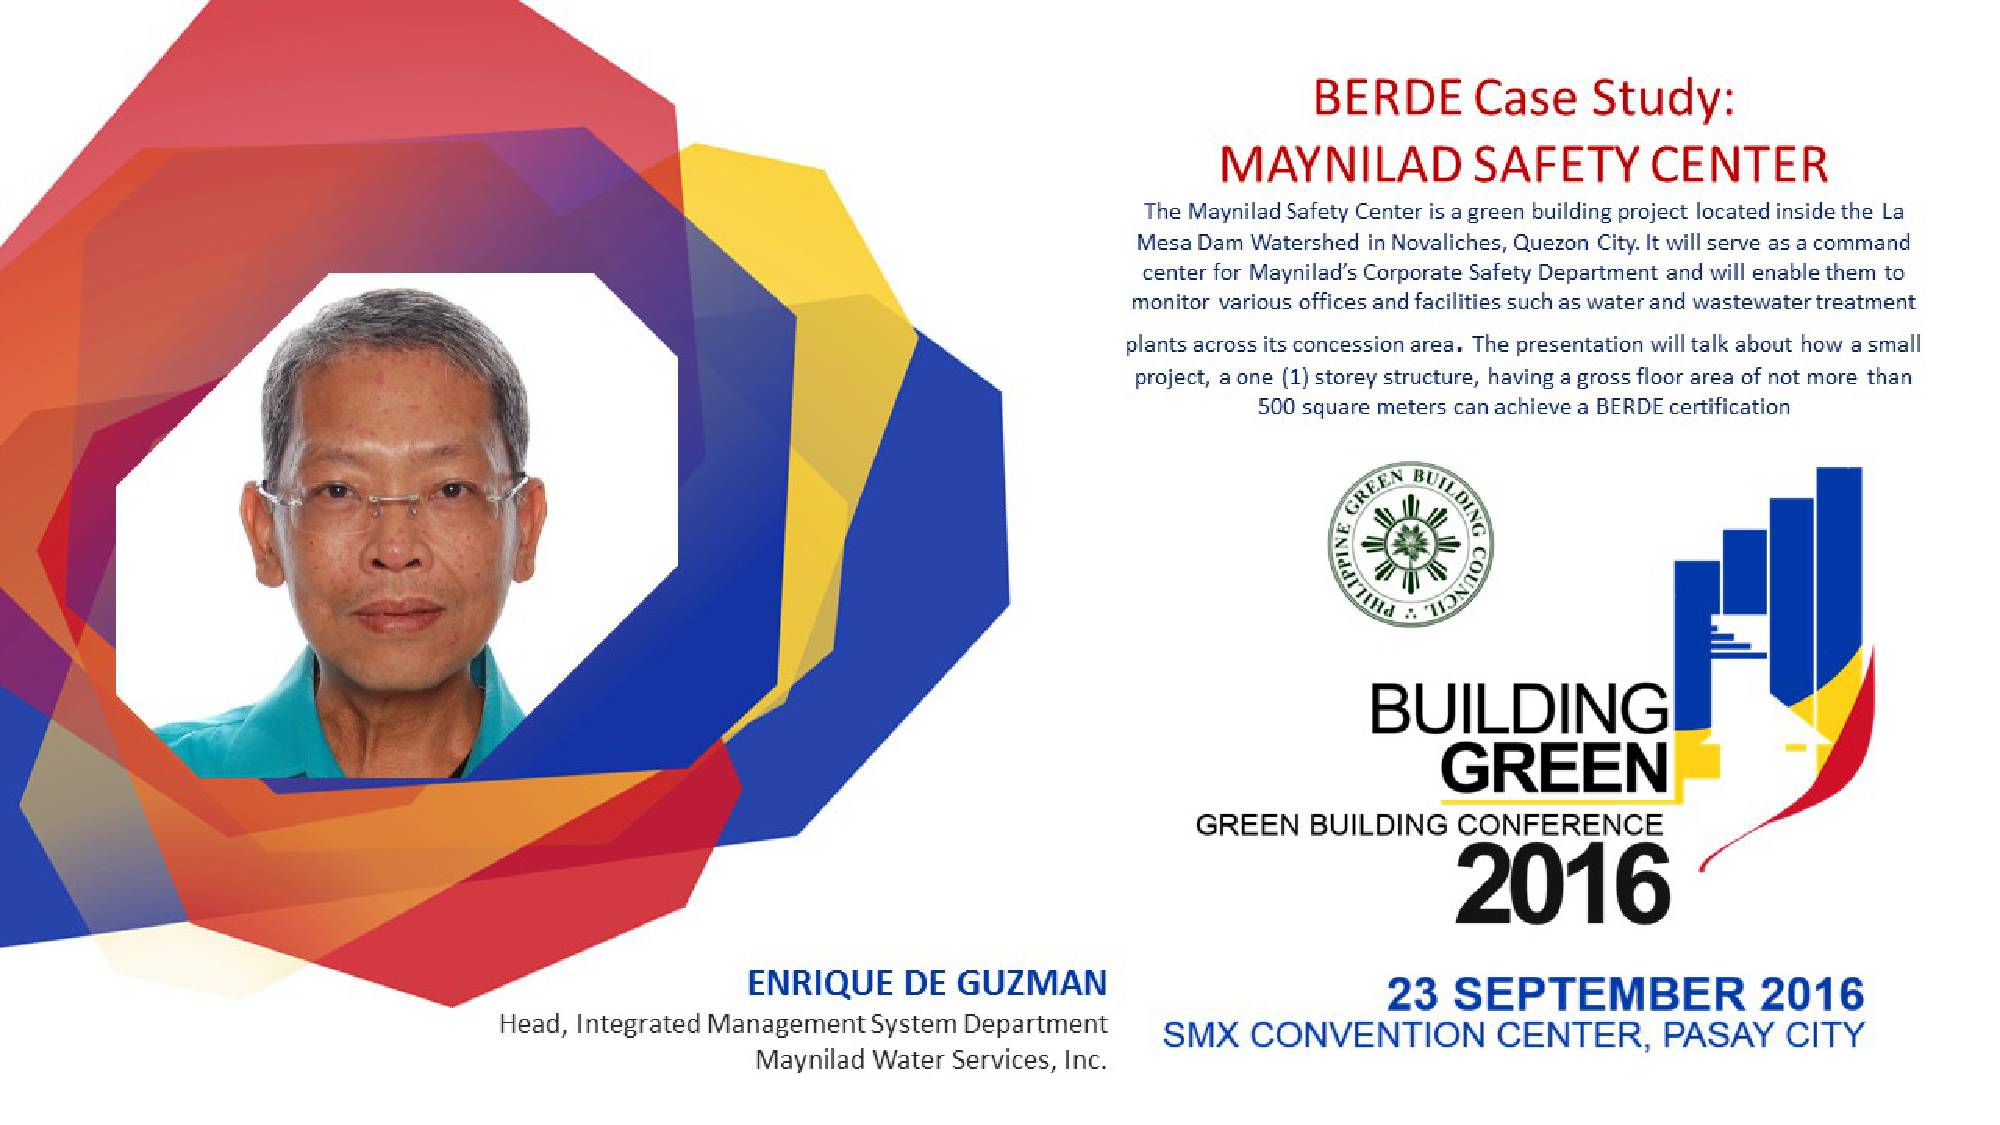 BERDE Case Study:
MAYNILAD SAFETY CENTER
The Maynilad Safety Center is a green building project located inside the La
Mesa Dam Watershed in Novaliches, Quezon City. It will serve as a command
center for Maynilad’s Corporate Safety Department and will enable them to
monitor various offices and facilities such as water and wastewater treatment
plants across its concession area. The presentation will talk about how a small
project, a one (1) storey structure, having a gross floor area of not more than
500 square meters can achieve a BERDE certification
PHILIPPINE GREEN BUILDING COUNCIL
BUILDING
GREEN
GREEN BUILDING CONFERENCE
2016
ENRIQUE DE GUZMAN
Head, Integrated Management System Department
Maynilad Water Services, Inc.
23 SEPTEMBER 2016
SMX CONVENTION CENTER, PASAY CITY